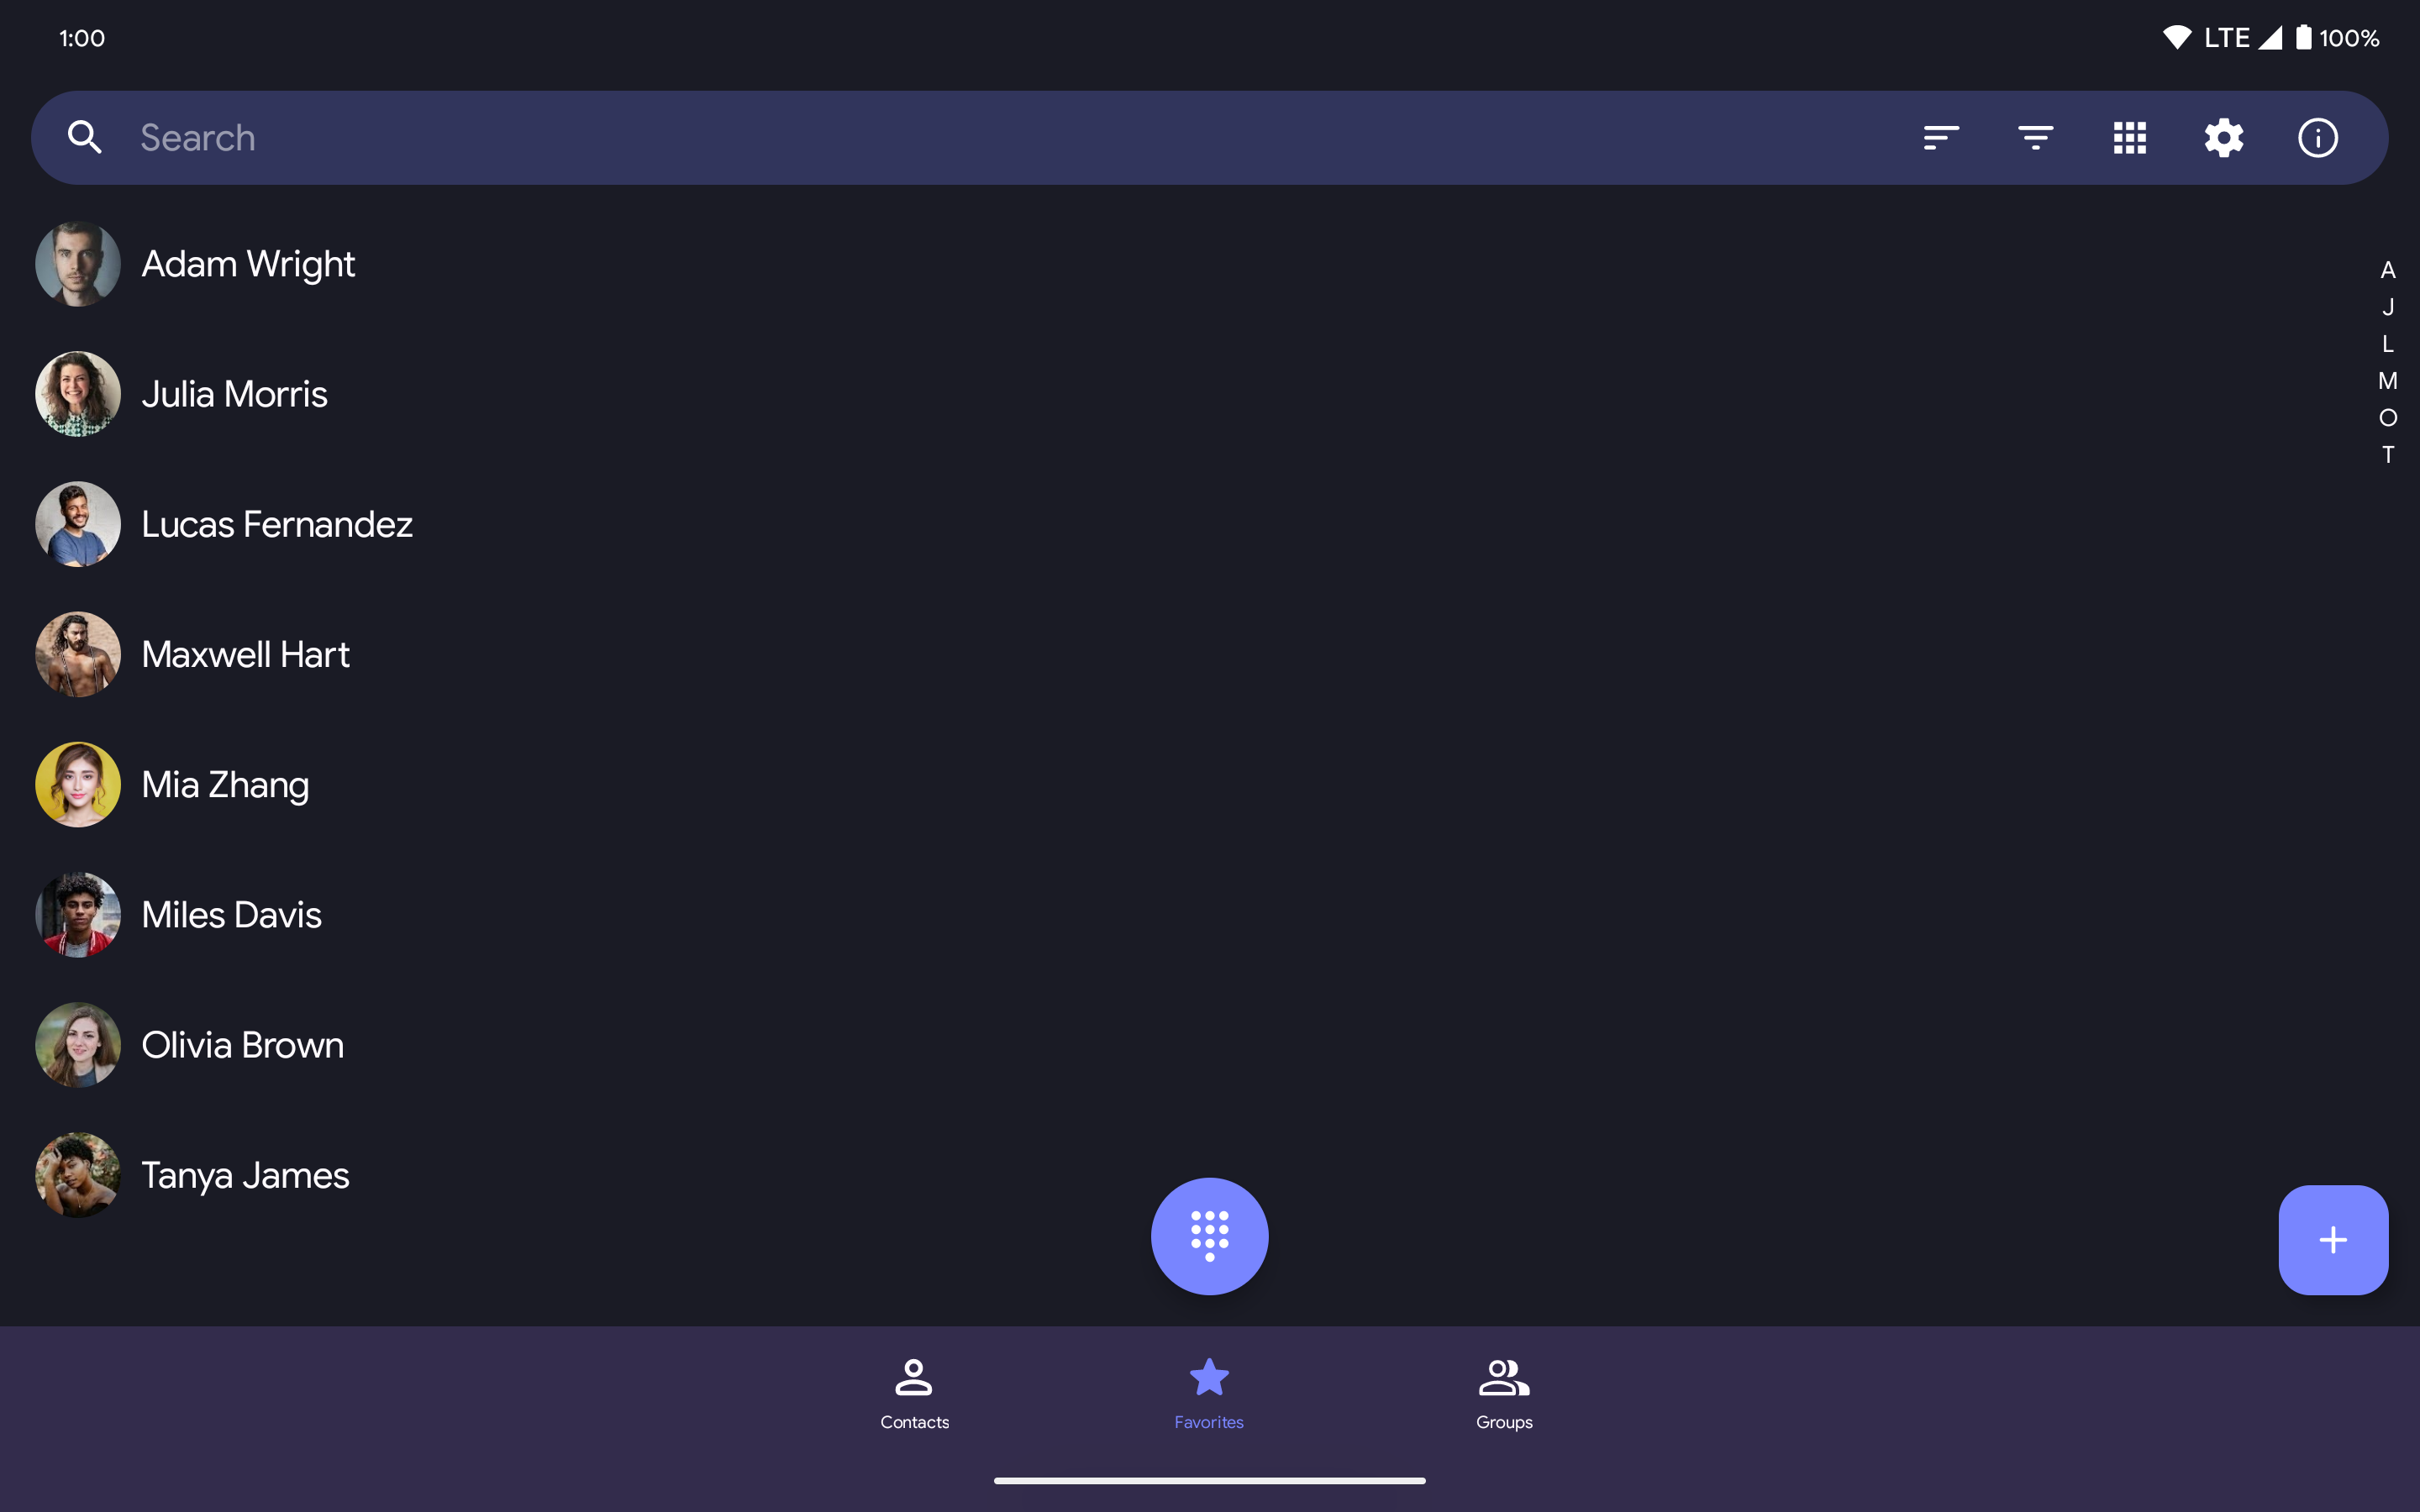 1:00
LTE 100%
Search
Adam Wright
Julia Morris
Lucas Fernandez
Maxwell Hart
Mia Zhang
Miles Davis
Olivia Brown
Tanya James
A
J
L
M
O
T
Contacts
Favorites
Groups